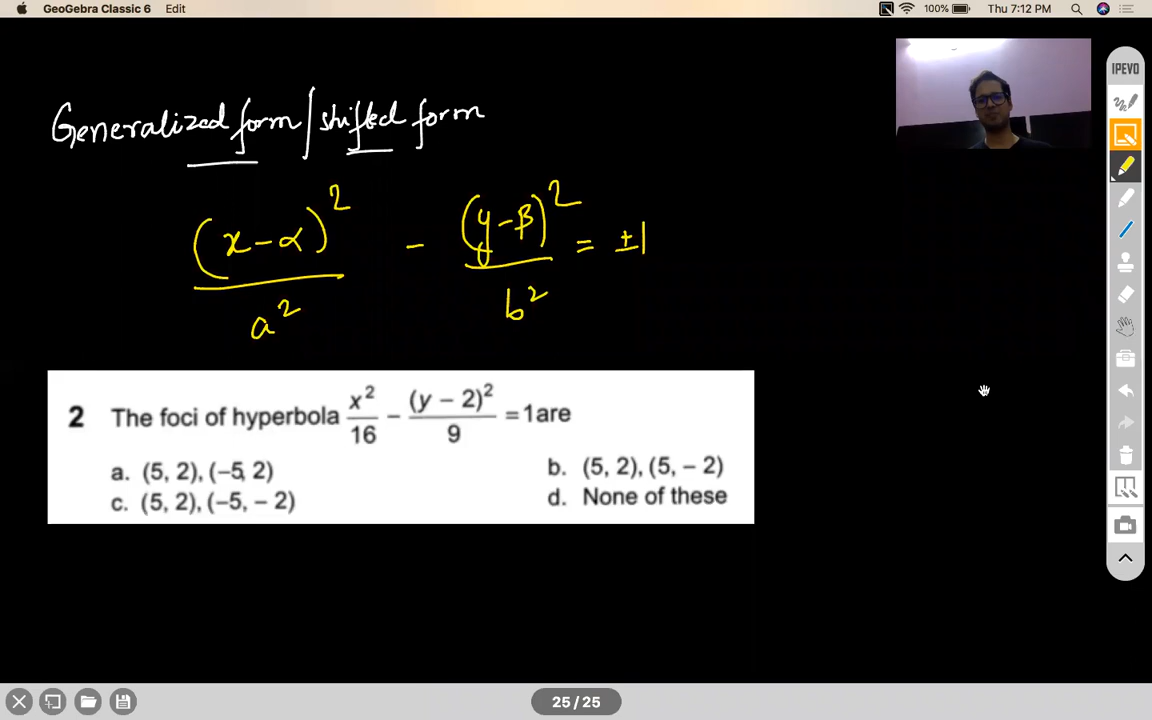 GeoGebra Classic 6 Edit 100% Thu 7:12 PM
IPEVO
Generalized form/shifted form
(x-α)²/a² - (y-β)²/b² = ±1
2 The foci of hyperbola x²/16 − (y − 2)²/9 =1are
a. (5, 2), (−5, 2) b. (5, 2), (5, − 2)
c. (5, 2), (−5, − 2) d. None of these
25/25